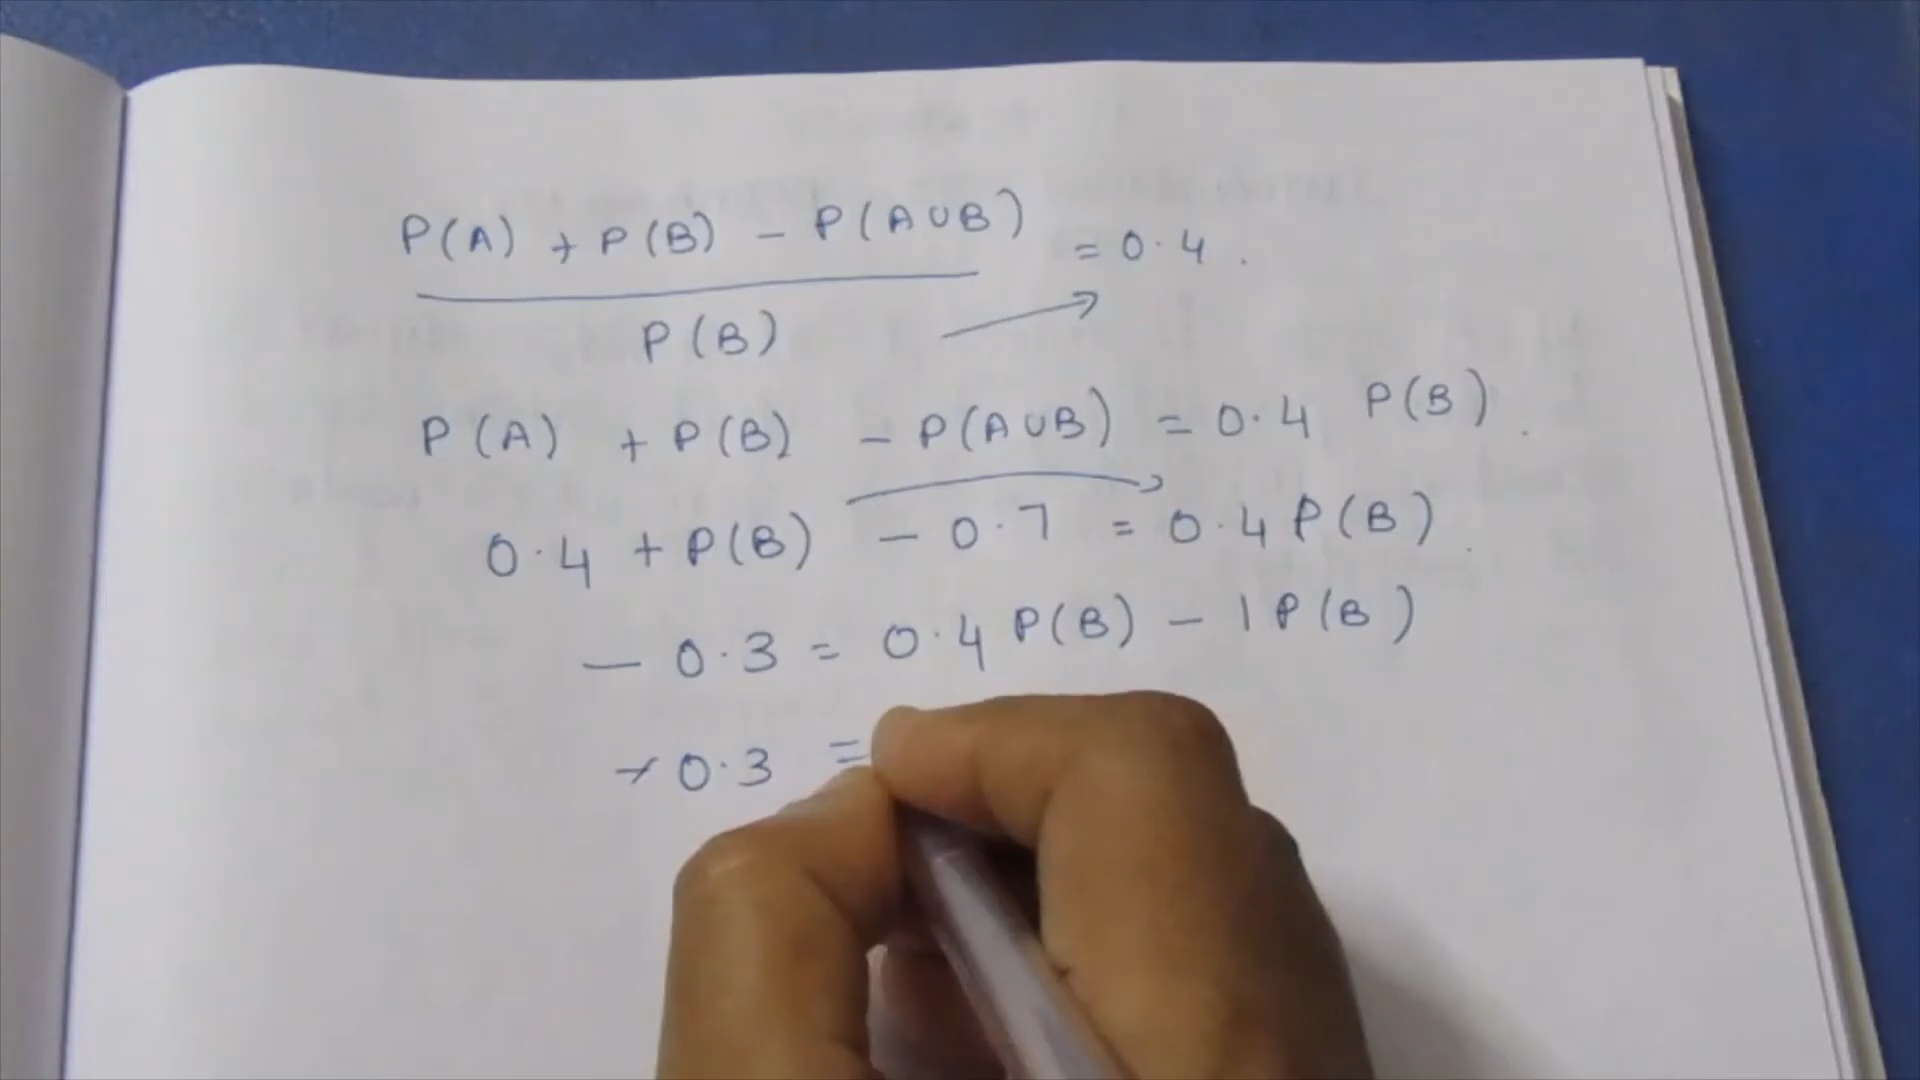 P(A) + P(B) - P(A∪B) = 0.4.
P(B)
P(A) + P(B) - P(A∪B) = 0.4 P(B).
0.4 + P(B) - 0.7 = 0.4 P(B).
- 0.3 = 0.4 P(B) - 1 P(B)
- 0.3 =